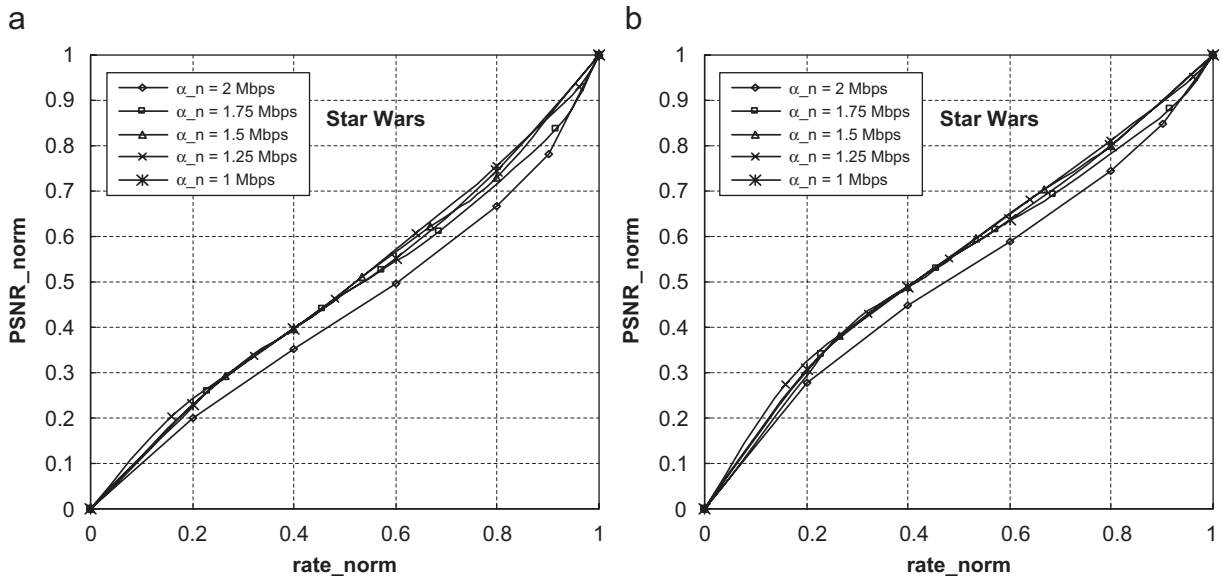 a
1
0.9
0.8
0.7
0.6
0.5
0.4
0.3
0.2
0.1
0
PSNR_norm
α_n = 2 Mbps
α_n = 1.75 Mbps
α_n = 1.5 Mbps
α_n = 1.25 Mbps
α_n = 1 Mbps
Star Wars
0 0.2 0.4 0.6 0.8 1
rate_norm
b
1
0.9
0.8
0.7
0.6
0.5
0.4
0.3
0.2
0.1
0
PSNR_norm
α_n = 2 Mbps
α_n = 1.75 Mbps
α_n = 1.5 Mbps
α_n = 1.25 Mbps
α_n = 1 Mbps
Star Wars
0 0.2 0.4 0.6 0.8 1
rate_norm